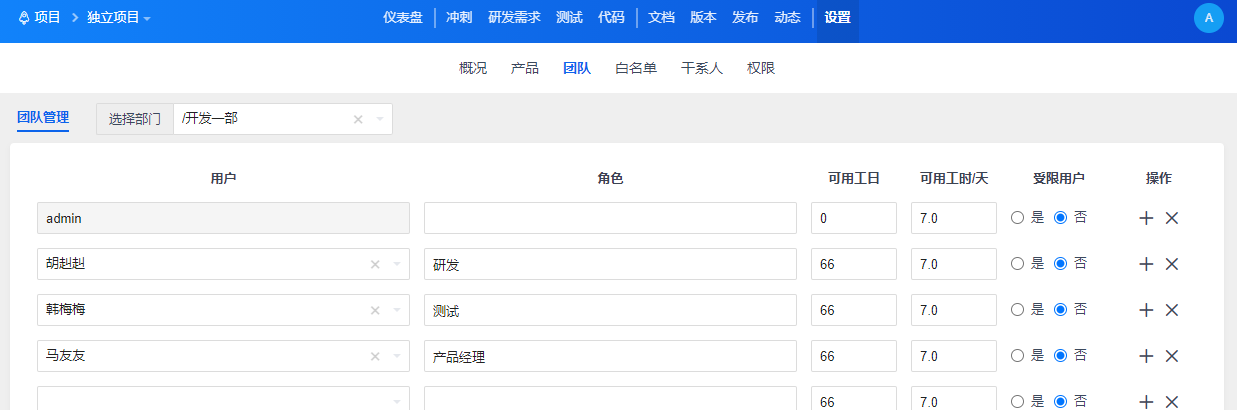 项目 独立项目 仪表盘 冲刺 研发需求 测试 代码 文档 版本 发布 动态 设置 A
概况 产品 团队 白名单 干系人 权限
团队管理 选择部门 /开发一部
用户 角色 可用工日 可用工时/天 受限用户 操作
admin 0 7.0 是 否
胡赳赳 研发 66 7.0 是 否
韩梅梅 测试 66 7.0 是 否
马友友 产品经理 66 7.0 是 否
66 7.0 是 否